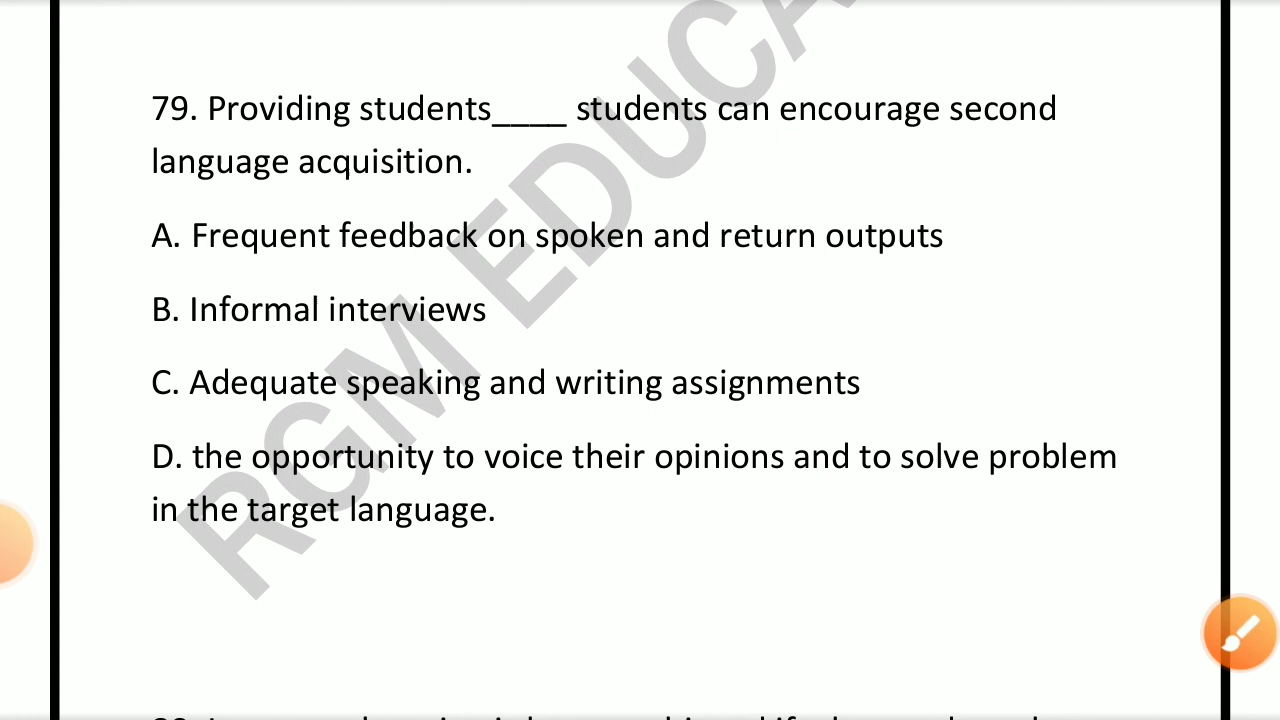 79. Providing students____ students can encourage second
language acquisition.
A. Frequent feedback on spoken and return outputs
B. Informal interviews
C. Adequate speaking and writing assignments
D. the opportunity to voice their opinions and to solve problem
in the target language.
RGM EDUCA